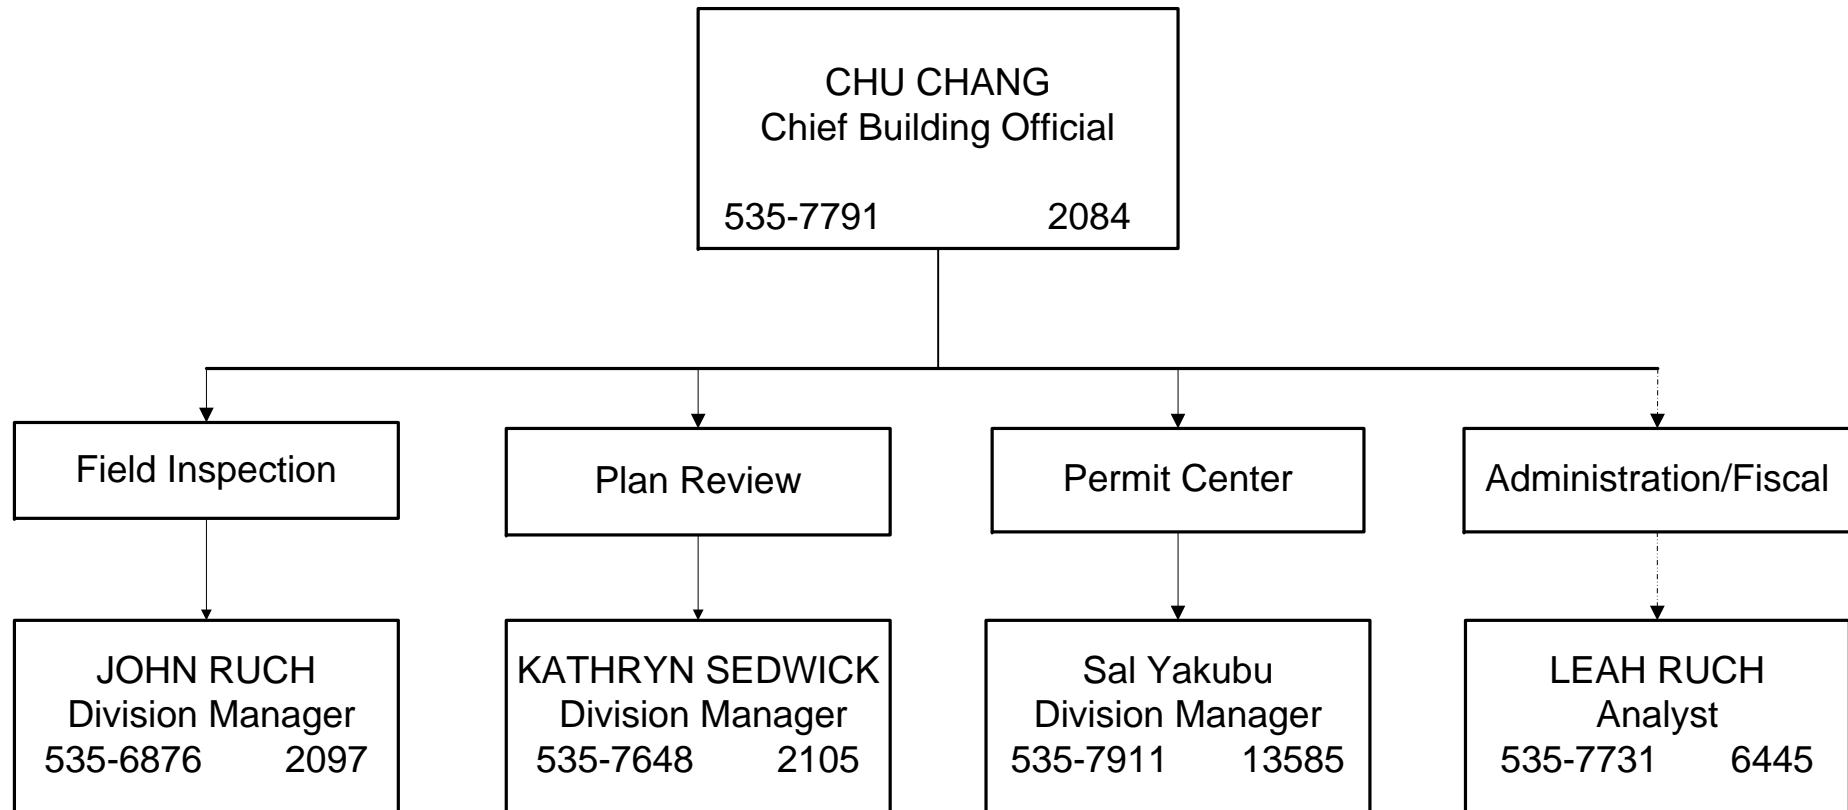 CHU CHANG
Chief Building Official
535-7791 2084
Field Inspection
Plan Review
Permit Center
Administration/Fiscal
JOHN RUCH
Division Manager
535-6876 2097
KATHRYN SEDWICK
Division Manager
535-7648 2105
Sal Yakubu
Division Manager
535-7911 13585
LEAH RUCH
Analyst
535-7731 6445